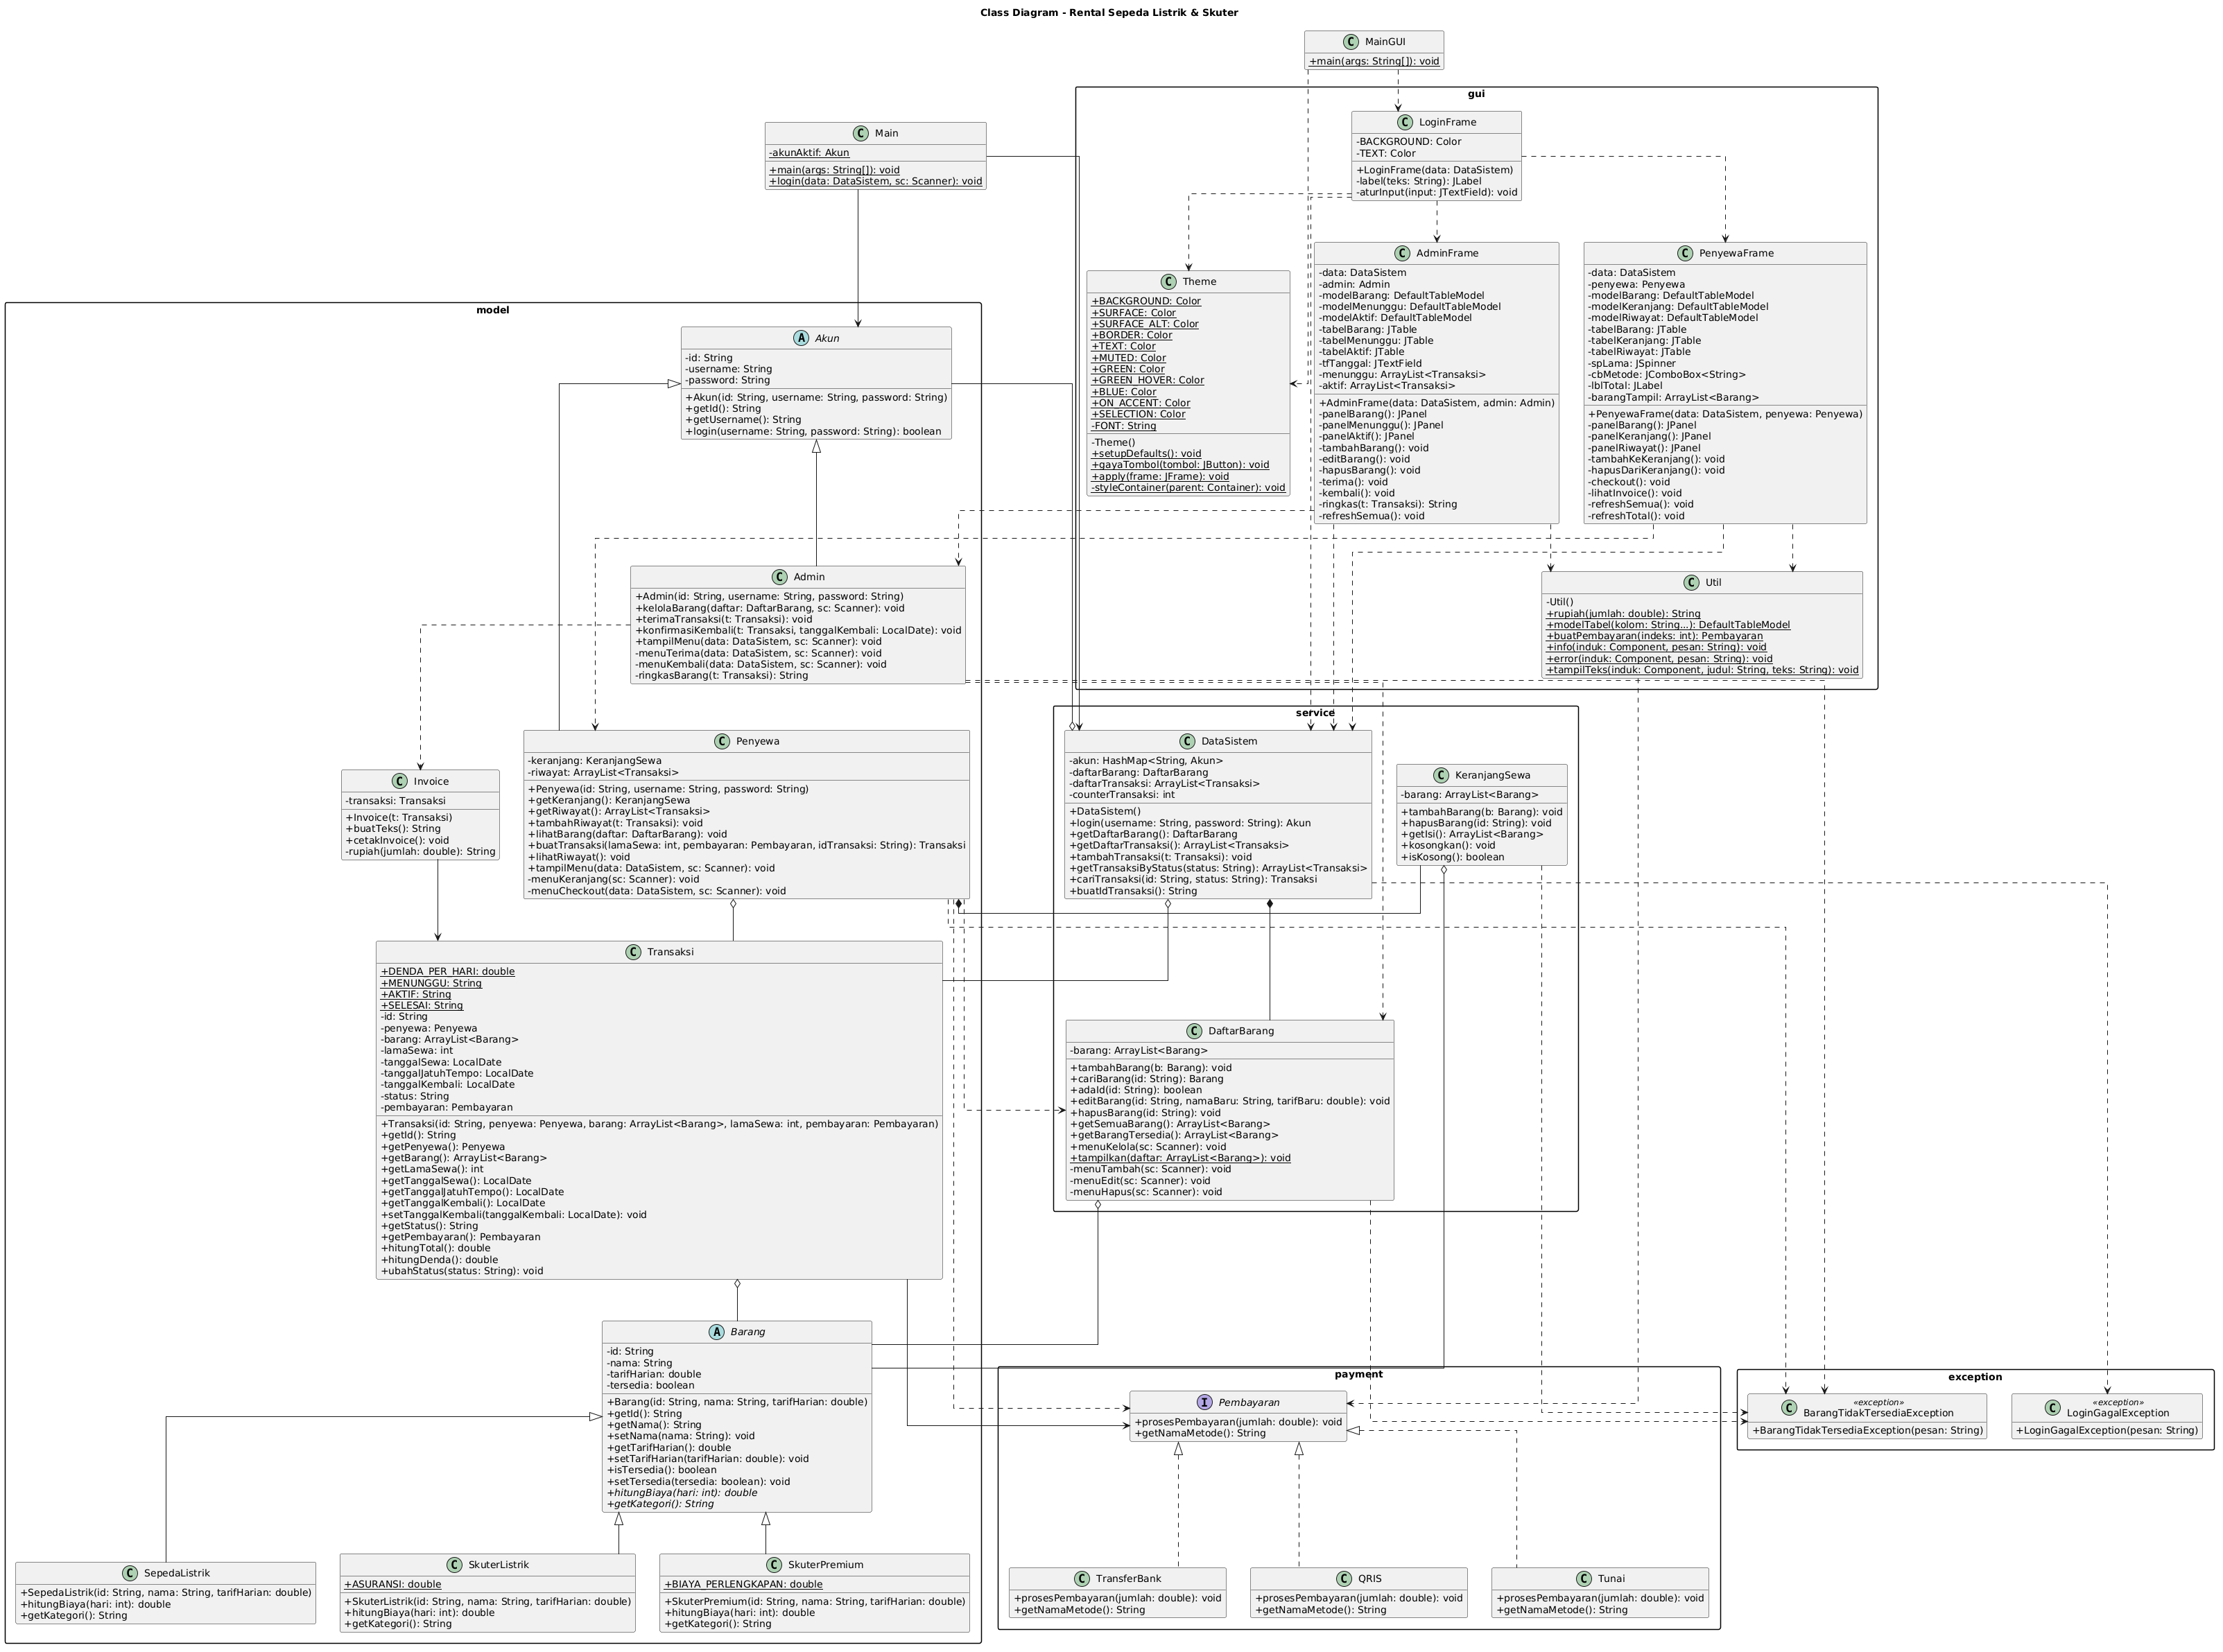 Class Diagram - Rental Sepeda Listrik & Skuter
C MainGUI
+main(args: String[]): void
gui
C LoginFrame
-BACKGROUND: Color
-TEXT: Color
+LoginFrame(data: DataSistem)
-label(teks: String): JLabel
-aturInput(input: JTextField): void
C Main
-akunAktif: Akun
+main(args: String[]): void
+login(data: DataSistem, sc: Scanner): void
C Theme
+BACKGROUND: Color
+SURFACE: Color
+SURFACE_ALT: Color
+BORDER: Color
+TEXT: Color
+MUTED: Color
+GREEN: Color
+GREEN_HOVER: Color
+BLUE: Color
+ON_ACCENT: Color
+SELECTION: Color
-FONT: String
-Theme()
+setupDefaults(): void
+gayaTombol(tombol: JButton): void
+apply(frame: JFrame): void
-styleContainer(parent: Container): void
C AdminFrame
-data: DataSistem
-admin: Admin
-modelBarang: DefaultTableModel
-modelMenunggu: DefaultTableModel
-modelAktif: DefaultTableModel
-tabelBarang: JTable
-tabelMenunggu: JTable
-tabelAktif: JTable
-tfTanggal: JTextField
-menunggu: ArrayList<Transaksi>
-aktif: ArrayList<Transaksi>
+AdminFrame(data: DataSistem, admin: Admin)
-panelBarang(): JPanel
-panelMenunggu(): JPanel
-panelAktif(): JPanel
-tambahBarang(): void
-editBarang(): void
-hapusBarang(): void
-terima(): void
-kembali(): void
-ringkas(t: Transaksi): String
-refreshSemua(): void
C PenyewaFrame
-data: DataSistem
-penyewa: Penyewa
-modelBarang: DefaultTableModel
-modelKeranjang: DefaultTableModel
-modelRiwayat: DefaultTableModel
-tabelBarang: JTable
-tabelKeranjang: JTable
-tabelRiwayat: JTable
-spLama: JSpinner
-cbMetode: JComboBox<String>
-lblTotal: JLabel
-barangTampil: ArrayList<Barang>
+PenyewaFrame(data: DataSistem, penyewa: Penyewa)
-panelBarang(): JPanel
-panelKeranjang(): JPanel
-panelRiwayat(): JPanel
-tambahKeKeranjang(): void
-hapusDariKeranjang(): void
-checkout(): void
-lihatInvoice(): void
-refreshSemua(): void
-refreshTotal(): void
C Util
-Util()
+rupiah(jumlah: double): String
+modelTabel(kolom: String...): DefaultTableModel
+buatPembayaran(indeks: int): Pembayaran
+info(induk: Component, pesan: String): void
+error(induk: Component, pesan: String): void
+tampilTeks(induk: Component, judul: String, teks: String): void
model
A Akun
-id: String
-username: String
-password: String
+Akun(id: String, username: String, password: String)
+getId(): String
+getUsername(): String
+login(username: String, password: String): boolean
C Admin
+Admin(id: String, username: String, password: String)
+kelolaBarang(daftar: DaftarBarang, sc: Scanner): void
+terimaTransaksi(t: Transaksi): void
+konfirmasiKembali(t: Transaksi, tanggalKembali: LocalDate): void
+tampilMenu(data: DataSistem, sc: Scanner): void
-menuTerima(data: DataSistem, sc: Scanner): void
-menuKembali(data: DataSistem, sc: Scanner): void
-ringkasBarang(t: Transaksi): String
C Invoice
-transaksi: Transaksi
+Invoice(t: Transaksi)
+buatTeks(): String
+cetakInvoice(): void
-rupiah(jumlah: double): String
C Penyewa
-keranjang: KeranjangSewa
-riwayat: ArrayList<Transaksi>
+Penyewa(id: String, username: String, password: String)
+getKeranjang(): KeranjangSewa
+getRiwayat(): ArrayList<Transaksi>
+tambahRiwayat(t: Transaksi): void
+lihatBarang(daftar: DaftarBarang): void
+buatTransaksi(lamaSewa: int, pembayaran: Pembayaran, idTransaksi: String): Transaksi
+lihatRiwayat(): void
+tampilMenu(data: DataSistem, sc: Scanner): void
-menuKeranjang(sc: Scanner): void
-menuCheckout(data: DataSistem, sc: Scanner): void
service
C DataSistem
-akun: HashMap<String, Akun>
-daftarBarang: DaftarBarang
-daftarTransaksi: ArrayList<Transaksi>
-counterTransaksi: int
+DataSistem()
+login(username: String, password: String): Akun
+getDaftarBarang(): DaftarBarang
+getDaftarTransaksi(): ArrayList<Transaksi>
+tambahTransaksi(t: Transaksi): void
+getTransaksiByStatus(status: String): ArrayList<Transaksi>
+cariTransaksi(id: String, status: String): Transaksi
+buatIdTransaksi(): String
C KeranjangSewa
-barang: ArrayList<Barang>
+tambahBarang(b: Barang): void
+hapusBarang(id: String): void
+getIsi(): ArrayList<Barang>
+kosongkan(): void
+isKosong(): boolean
C Transaksi
+DENDA_PER_HARI: double
+MENUNGGU: String
+AKTIF: String
+SELESAI: String
-id: String
-penyewa: Penyewa
-barang: ArrayList<Barang>
-lamaSewa: int
-tanggalSewa: LocalDate
-tanggalJatuhTempo: LocalDate
-tanggalKembali: LocalDate
-status: String
-pembayaran: Pembayaran
+Transaksi(id: String, penyewa: Penyewa, barang: ArrayList<Barang>, lamaSewa: int, pembayaran: Pembayaran)
+getId(): String
+getPenyewa(): Penyewa
+getBarang(): ArrayList<Barang>
+getLamaSewa(): int
+getTanggalSewa(): LocalDate
+getTanggalJatuhTempo(): LocalDate
+getTanggalKembali(): LocalDate
+setTanggalKembali(tanggalKembali: LocalDate): void
+getStatus(): String
+getPembayaran(): Pembayaran
+hitungTotal(): double
+hitungDenda(): double
+ubahStatus(status: String): void
C DaftarBarang
-barang: ArrayList<Barang>
+tambahBarang(b: Barang): void
+cariBarang(id: String): Barang
+adaId(id: String): boolean
+editBarang(id: String, namaBaru: String, tarifBaru: double): void
+hapusBarang(id: String): void
+getSemuaBarang(): ArrayList<Barang>
+getBarangTersedia(): ArrayList<Barang>
+menuKelola(sc: Scanner): void
+tampilkan(daftar: ArrayList<Barang>): void
-menuTambah(sc: Scanner): void
-menuEdit(sc: Scanner): void
-menuHapus(sc: Scanner): void
A Barang
-id: String
-nama: String
-tarifHarian: double
-tersedia: boolean
+Barang(id: String, nama: String, tarifHarian: double)
+getId(): String
+getNama(): String
+setNama(nama: String): void
+getTarifHarian(): double
+setTarifHarian(tarifHarian: double): void
+isTersedia(): boolean
+setTersedia(tersedia: boolean): void
+hitungBiaya(hari: int): double
+getKategori(): String
payment
I Pembayaran
+prosesPembayaran(jumlah: double): void
+getNamaMetode(): String
exception
C «exception»
BarangTidakTersediaException
+BarangTidakTersediaException(pesan: String)
C «exception»
LoginGagalException
+LoginGagalException(pesan: String)
C SepedaListrik
+SepedaListrik(id: String, nama: String, tarifHarian: double)
+hitungBiaya(hari: int): double
+getKategori(): String
C SkuterListrik
+ASURANSI: double
+SkuterListrik(id: String, nama: String, tarifHarian: double)
+hitungBiaya(hari: int): double
+getKategori(): String
C SkuterPremium
+BIAYA_PERLENGKAPAN: double
+SkuterPremium(id: String, nama: String, tarifHarian: double)
+hitungBiaya(hari: int): double
+getKategori(): String
C TransferBank
+prosesPembayaran(jumlah: double): void
+getNamaMetode(): String
C QRIS
+prosesPembayaran(jumlah: double): void
+getNamaMetode(): String
C Tunai
+prosesPembayaran(jumlah: double): void
+getNamaMetode(): String